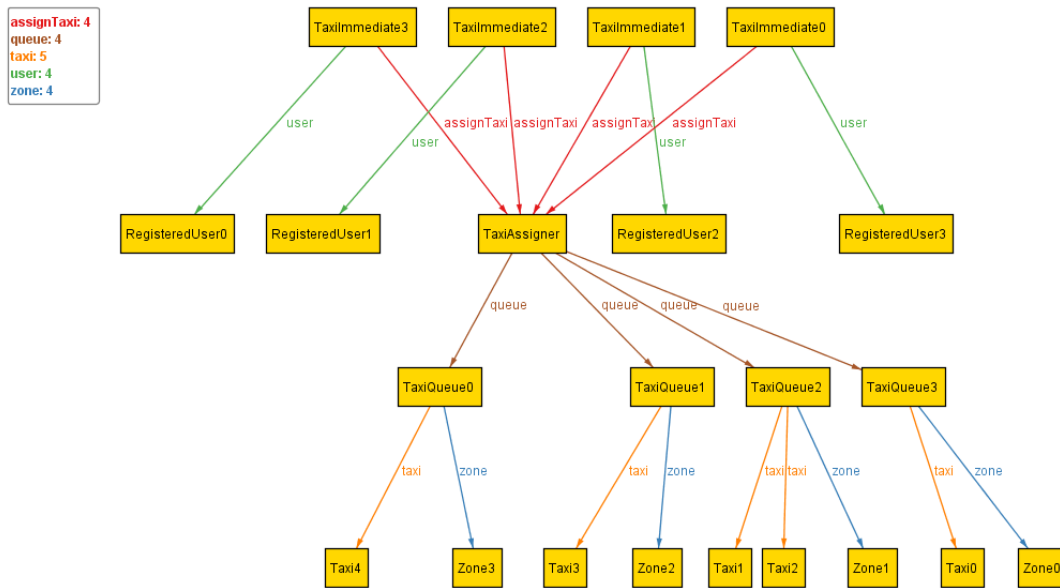 assignTaxi: 4
queue: 4
taxi: 5
user: 4
zone: 4
TaxiImmediate3 TaxiImmediate2 TaxiImmediate1 TaxiImmediate0
user assignTaxi assignTaxi assignTaxi assignTaxi user
user user
RegisteredUser0 RegisteredUser1 TaxiAssigner RegisteredUser2 RegisteredUser3
queue queue queue queue
TaxiQueue0 TaxiQueue1 TaxiQueue2 TaxiQueue3
taxi zone taxi zone taxi taxi zone taxi zone
Taxi4 Zone3 Taxi3 Zone2 Taxi1 Taxi2 Zone1 Taxi0 Zone0